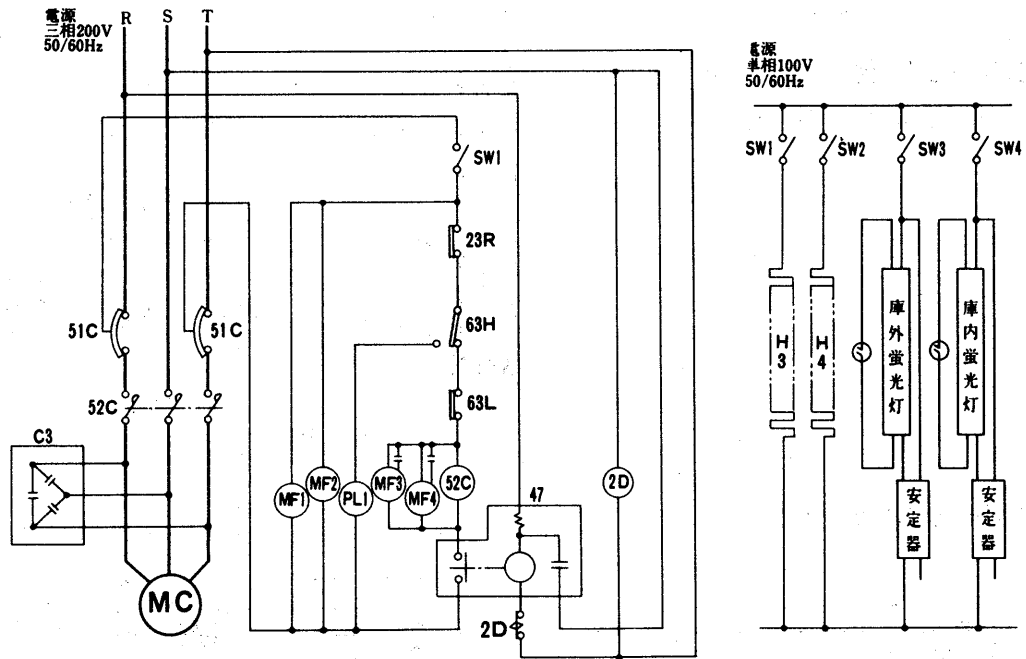 電源
三相200V
50/60Hz
R
S
T
電源
単相100V
50/60Hz
SW1
SW1
SW2
SW3
SW4
23R
51C
51C
63H
63L
52C
C3
MF1
MF2
PL1
MF3
MF4
52C
47
2D
2D
MC
H3
H4
庫外蛍光灯
庫内蛍光灯
安定器
安定器